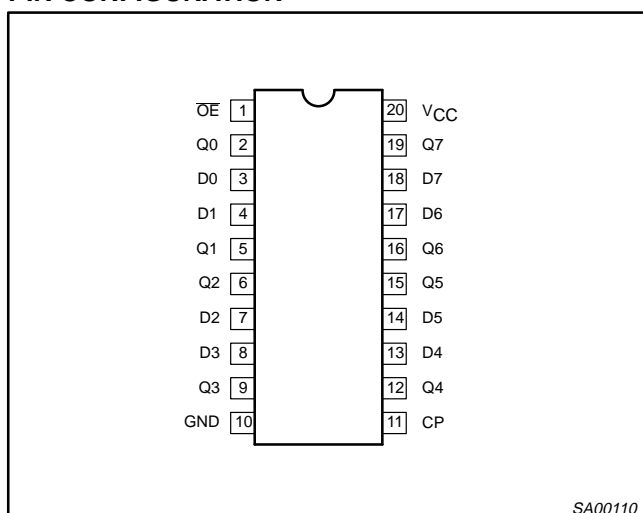 OE 1 20 VCC
Q0 2 19 Q7
D0 3 18 D7
D1 4 17 D6
Q1 5 16 Q6
Q2 6 15 Q5
D2 7 14 D5
D3 8 13 D4
Q3 9 12 Q4
GND 10 11 CP
SA00110